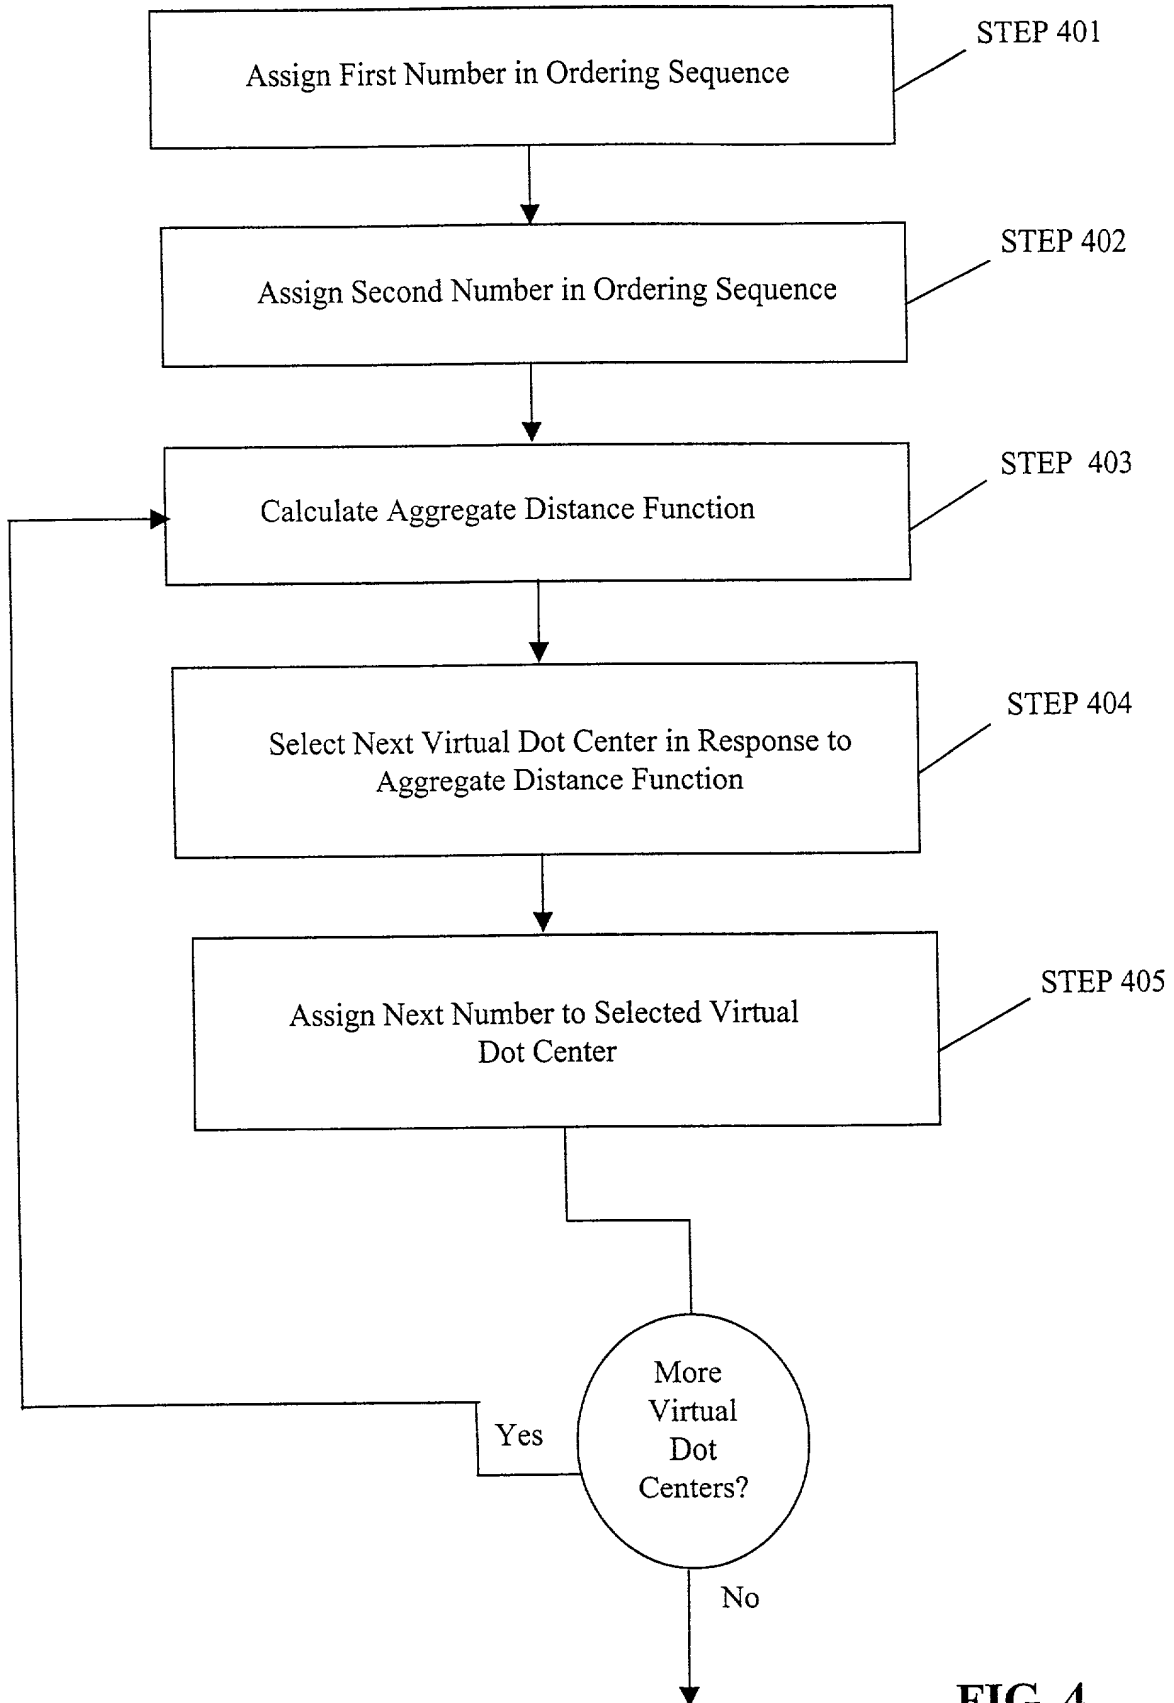 STEP 401
Assign First Number in Ordering Sequence
STEP 402
Assign Second Number in Ordering Sequence
STEP 403
Calculate Aggregate Distance Function
STEP 404
Select Next Virtual Dot Center in Response to
Aggregate Distance Function
STEP 405
Assign Next Number to Selected Virtual
Dot Center
More
Virtual
Dot
Centers?
Yes
No
FIG. 4